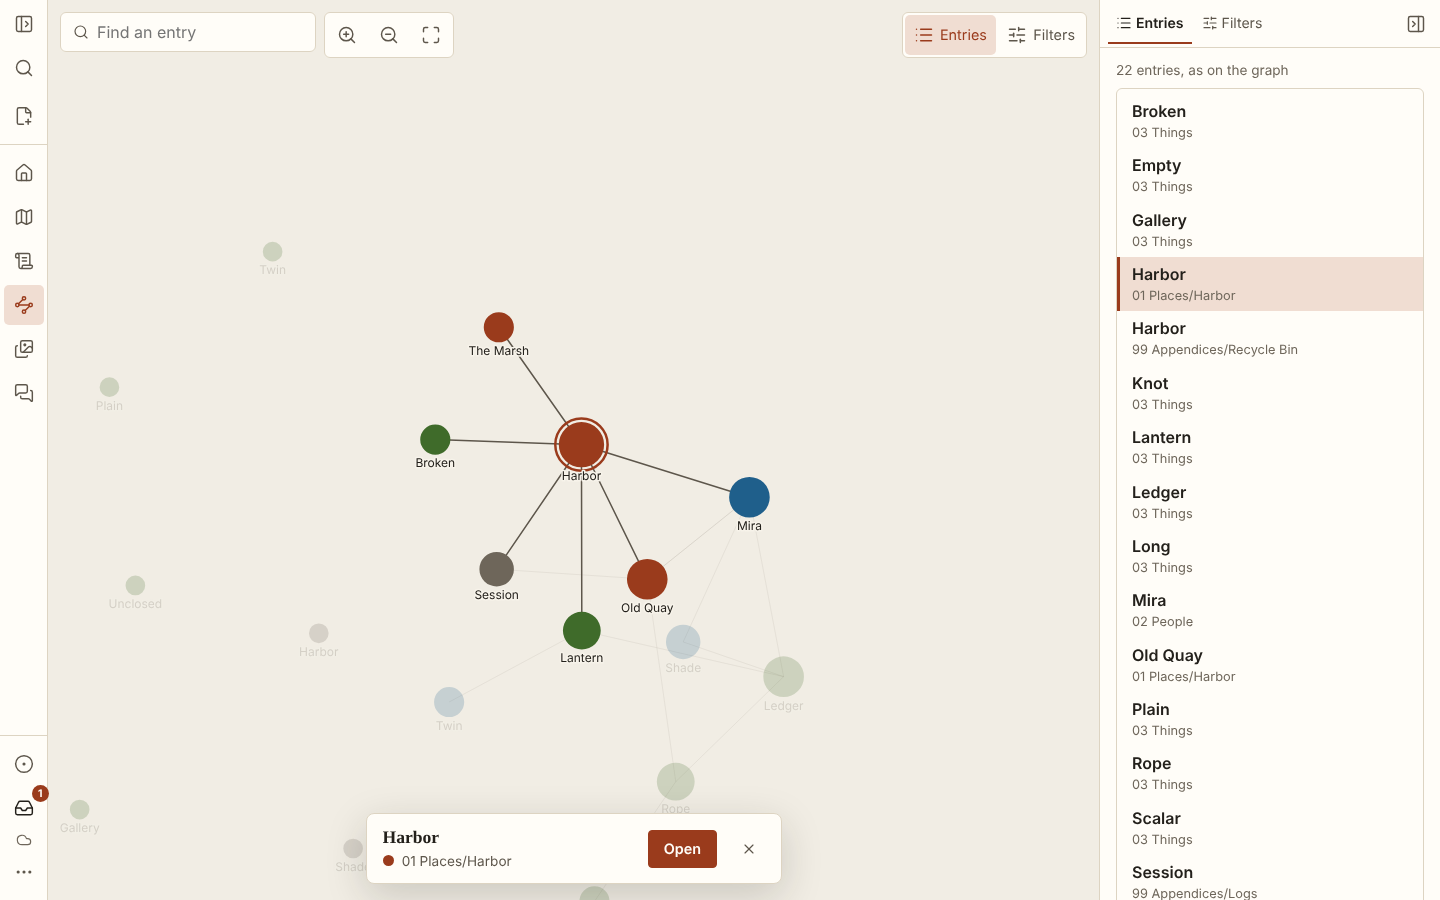 Find an entry
Entries
Filters
Entries
Filters
22 entries, as on the graph
Broken
03 Things
Empty
03 Things
Gallery
03 Things
Harbor
01 Places/Harbor
Harbor
99 Appendices/Recycle Bin
Knot
03 Things
Lantern
03 Things
Ledger
03 Things
Long
03 Things
Mira
02 People
Old Quay
01 Places/Harbor
Plain
03 Things
Rope
03 Things
Scalar
03 Things
Session
99 Appendices/Logs
Twin
The Marsh
Plain
Broken
Harbor
Mira
Session
Old Quay
Unclosed
Harbor
Lantern
Shade
Ledger
Twin
Rope
Gallery
Shade
1
Harbor
01 Places/Harbor
Open